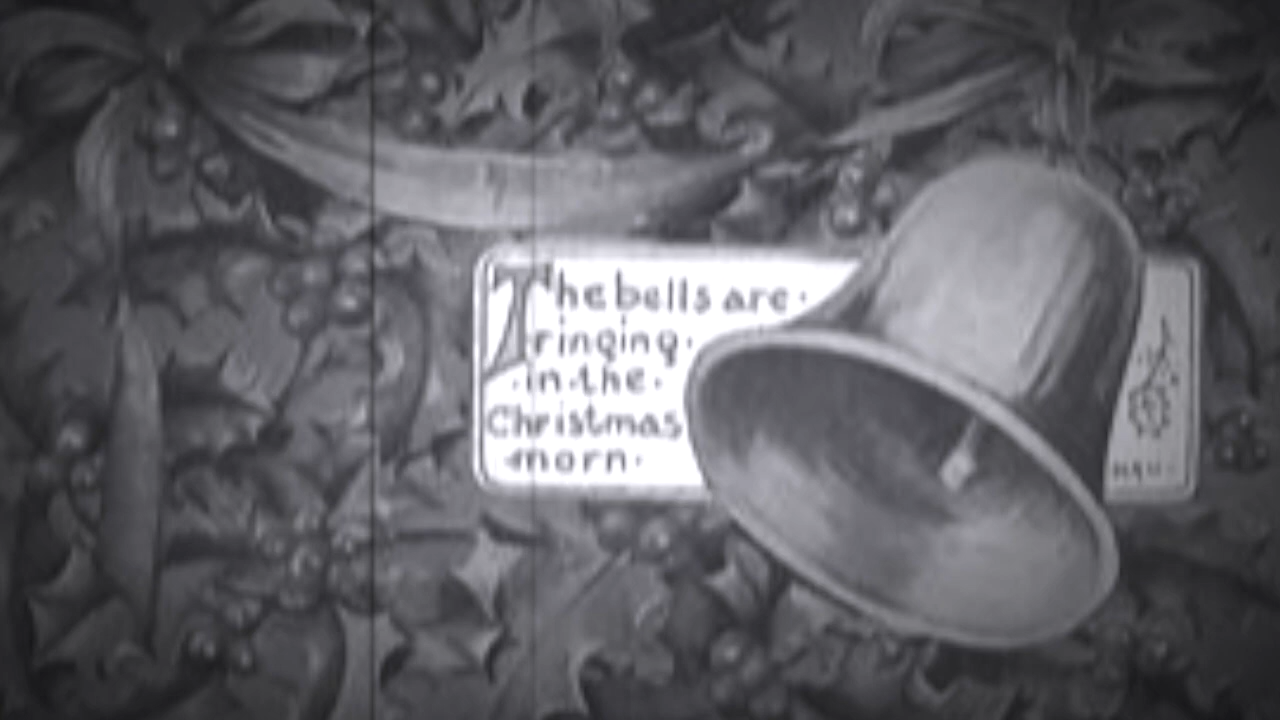 The bells are·
ringing·
·in·the·
Christmas
morn·